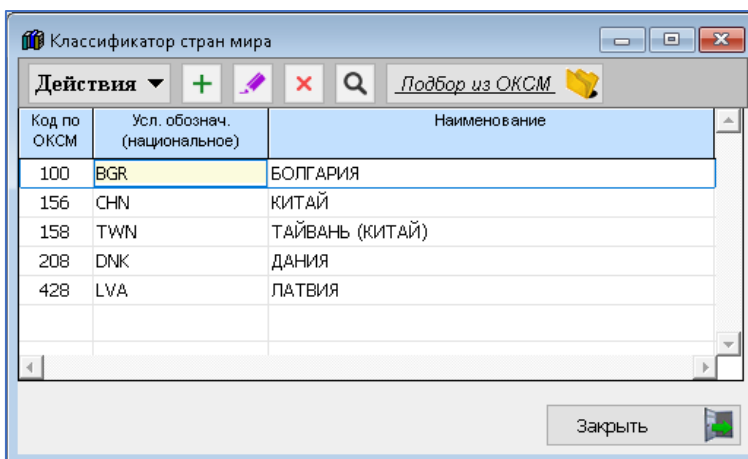 Классификатор стран мира
Действия Подбор из ОКСМ
Код по ОКСМ Усл. обознач. (национальное) Наименование
100 BGR БОЛГАРИЯ
156 CHN КИТАЙ
158 TWN ТАЙВАНЬ (КИТАЙ)
208 DNK ДАНИЯ
428 LVA ЛАТВИЯ
Закрыть